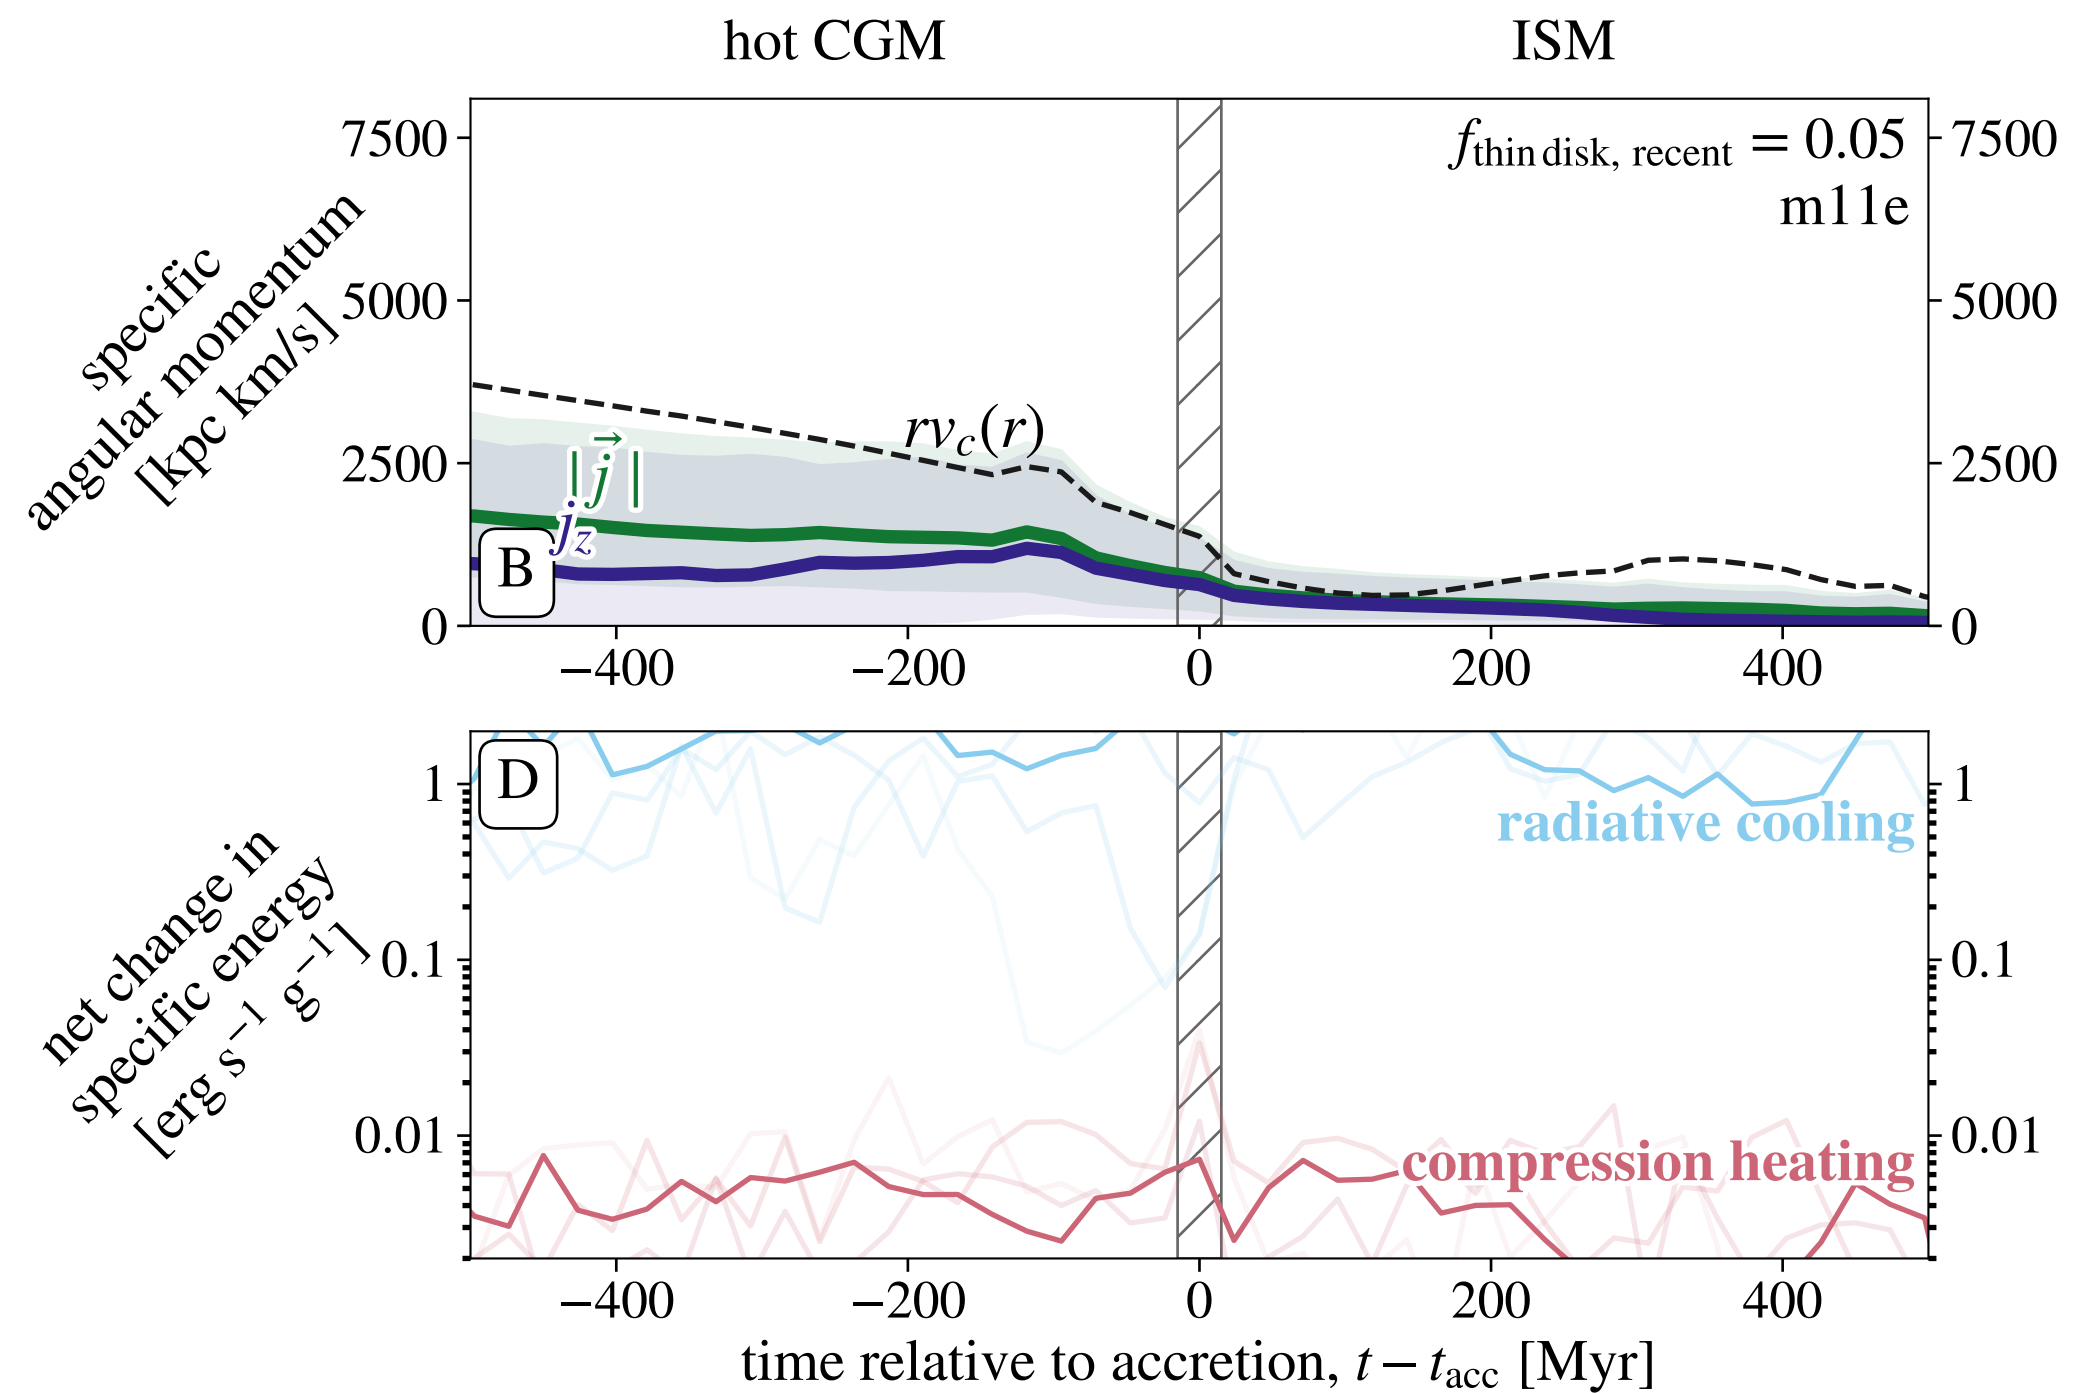 hot CGM
ISM
7500
5000
2500
0
specific
angular momentum
[kpc km/s]
f_thin disk, recent = 0.05
m11e
7500
5000
2500
0
rv_c(r)
|j⃗|
j_z
B
−400
−200
0
200
400
D
1
0.1
0.01
net change in
specific energy
[erg s⁻¹ g⁻¹]
radiative cooling
compression heating
1
0.1
0.01
−400
−200
0
200
400
time relative to accretion, t − t_acc [Myr]